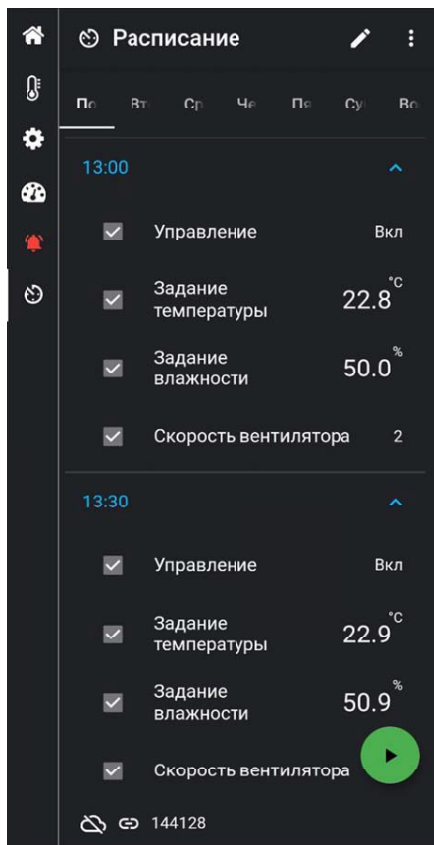 Расписание
По Вт Ср Че Пя Су Во
13:00
Управление Вкл
Задание
температуры 22.8 °C
Задание
влажности 50.0 %
Скорость вентилятора 2
13:30
Управление Вкл
Задание
температуры 22.9 °C
Задание
влажности 50.9 %
Скорость вентилятора
144128